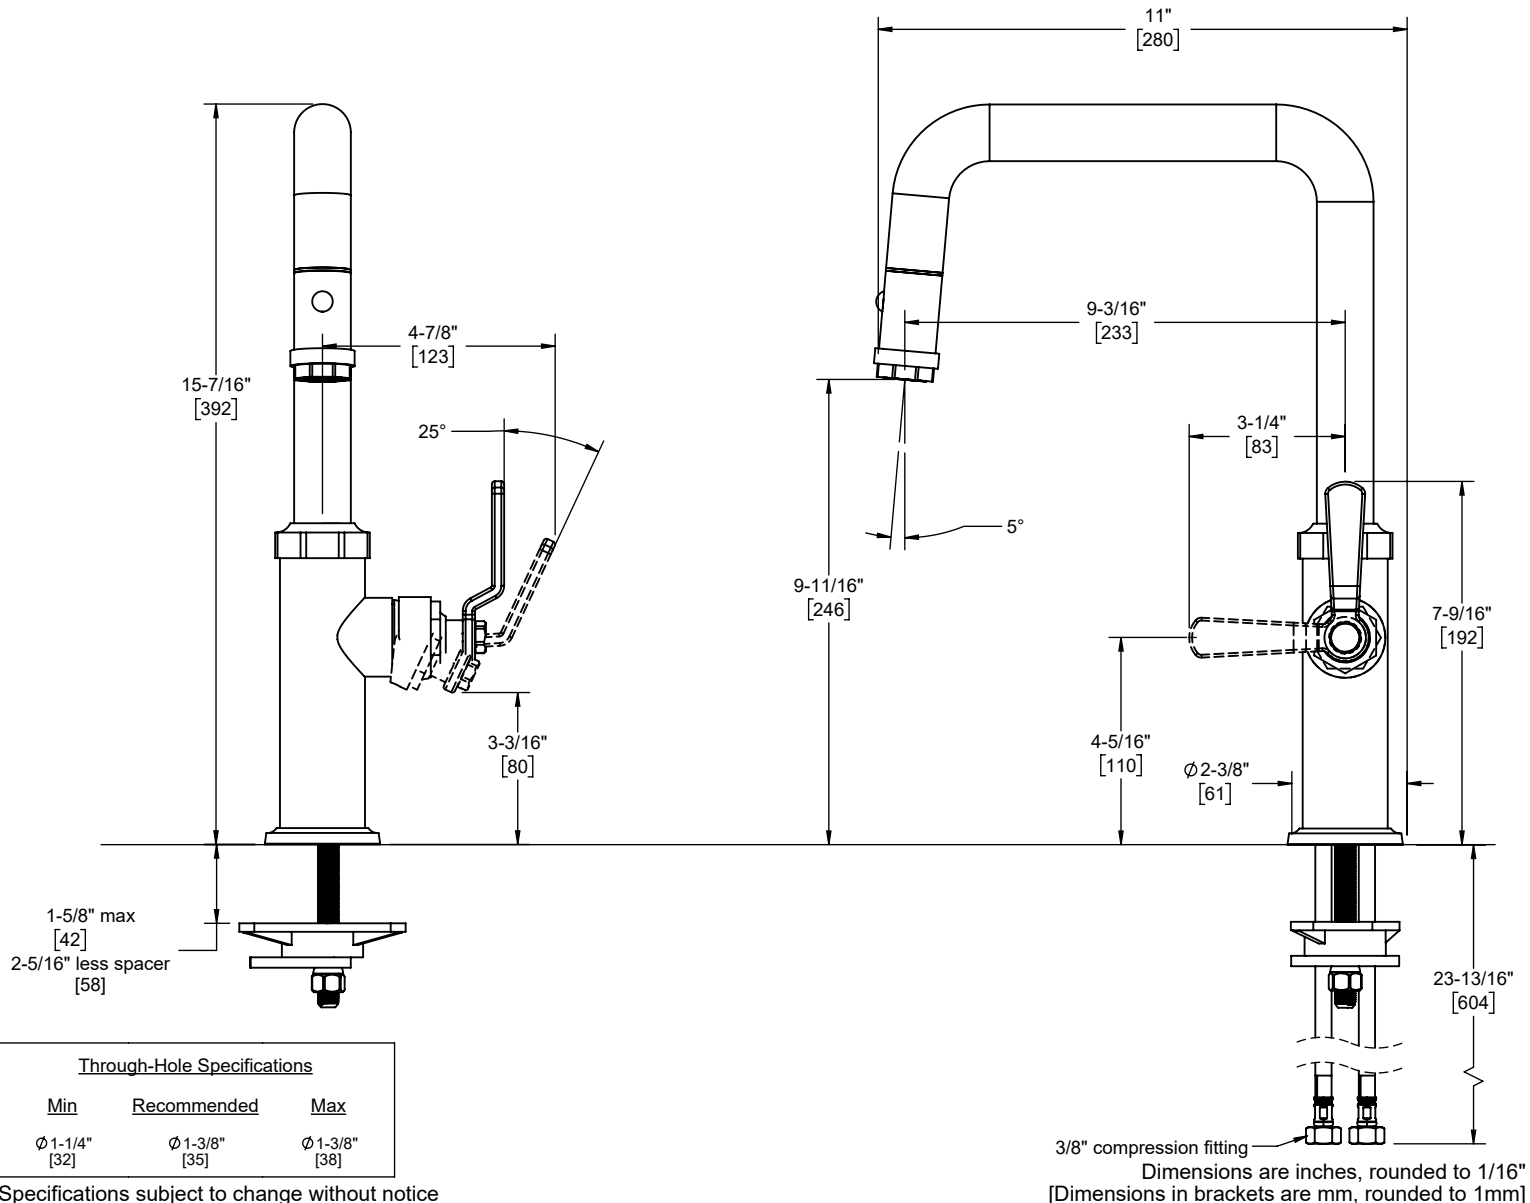 11"
[280]
4-7/8"
[123]
15-7/16"
[392]
25°
9-3/16"
[233]
3-1/4"
[83]
5°
9-11/16"
[246]
7-9/16"
[192]
3-3/16"
[80]
4-5/16"
[110]
Ø2-3/8"
[61]
1-5/8" max
[42]
2-5/16" less spacer
[58]
23-13/16"
[604]
Through-Hole Specifications
Min Recommended Max
Ø1-1/4" Ø1-3/8" Ø1-3/8"
[32] [35] [38]
Specifications subject to change without notice
3/8" compression fitting
Dimensions are inches, rounded to 1/16"
[Dimensions in brackets are mm, rounded to 1mm]